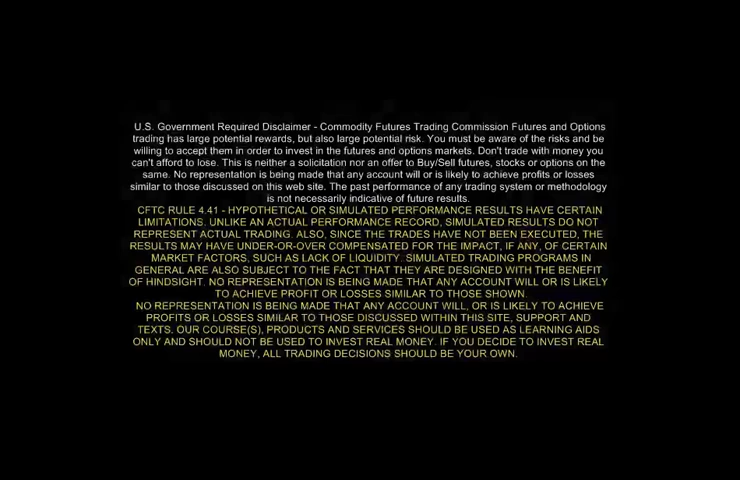 U.S. Government Required Disclaimer - Commodity Futures Trading Commission Futures and Options
trading has large potential rewards, but also large potential risk. You must be aware of the risks and be
willing to accept them in order to invest in the futures and options markets. Don't trade with money you
can't afford to lose. This is neither a solicitation nor an offer to Buy/Sell futures, stocks or options on the
same. No representation is being made that any account will or is likely to achieve profits or losses
similar to those discussed on this web site. The past performance of any trading system or methodology
is not necessarily indicative of future results.
CFTC RULE 4.41 - HYPOTHETICAL OR SIMULATED PERFORMANCE RESULTS HAVE CERTAIN
LIMITATIONS. UNLIKE AN ACTUAL PERFORMANCE RECORD, SIMULATED RESULTS DO NOT
REPRESENT ACTUAL TRADING. ALSO, SINCE THE TRADES HAVE NOT BEEN EXECUTED, THE
RESULTS MAY HAVE UNDER-OR-OVER COMPENSATED FOR THE IMPACT, IF ANY, OF CERTAIN
MARKET FACTORS, SUCH AS LACK OF LIQUIDITY. SIMULATED TRADING PROGRAMS IN
GENERAL ARE ALSO SUBJECT TO THE FACT THAT THEY ARE DESIGNED WITH THE BENEFIT
OF HINDSIGHT. NO REPRESENTATION IS BEING MADE THAT ANY ACCOUNT WILL OR IS LIKELY
TO ACHIEVE PROFIT OR LOSSES SIMILAR TO THOSE SHOWN.
NO REPRESENTATION IS BEING MADE THAT ANY ACCOUNT WILL, OR IS LIKELY TO ACHIEVE
PROFITS OR LOSSES SIMILAR TO THOSE DISCUSSED WITHIN THIS SITE, SUPPORT AND
TEXTS. OUR COURSE(S), PRODUCTS AND SERVICES SHOULD BE USED AS LEARNING AIDS
ONLY AND SHOULD NOT BE USED TO INVEST REAL MONEY. IF YOU DECIDE TO INVEST REAL
MONEY, ALL TRADING DECISIONS SHOULD BE YOUR OWN.